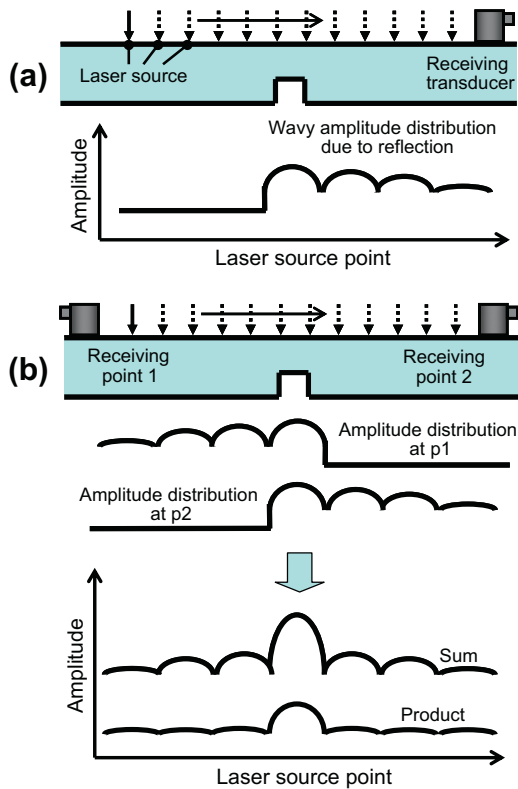 (a)
Laser source
Receiving
transducer
Wavy amplitude distribution
due to reflection
Amplitude
Laser source point
(b)
Receiving
point 1
Receiving
point 2
Amplitude distribution
at p1
Amplitude distribution
at p2
Amplitude
Sum
Product
Laser source point